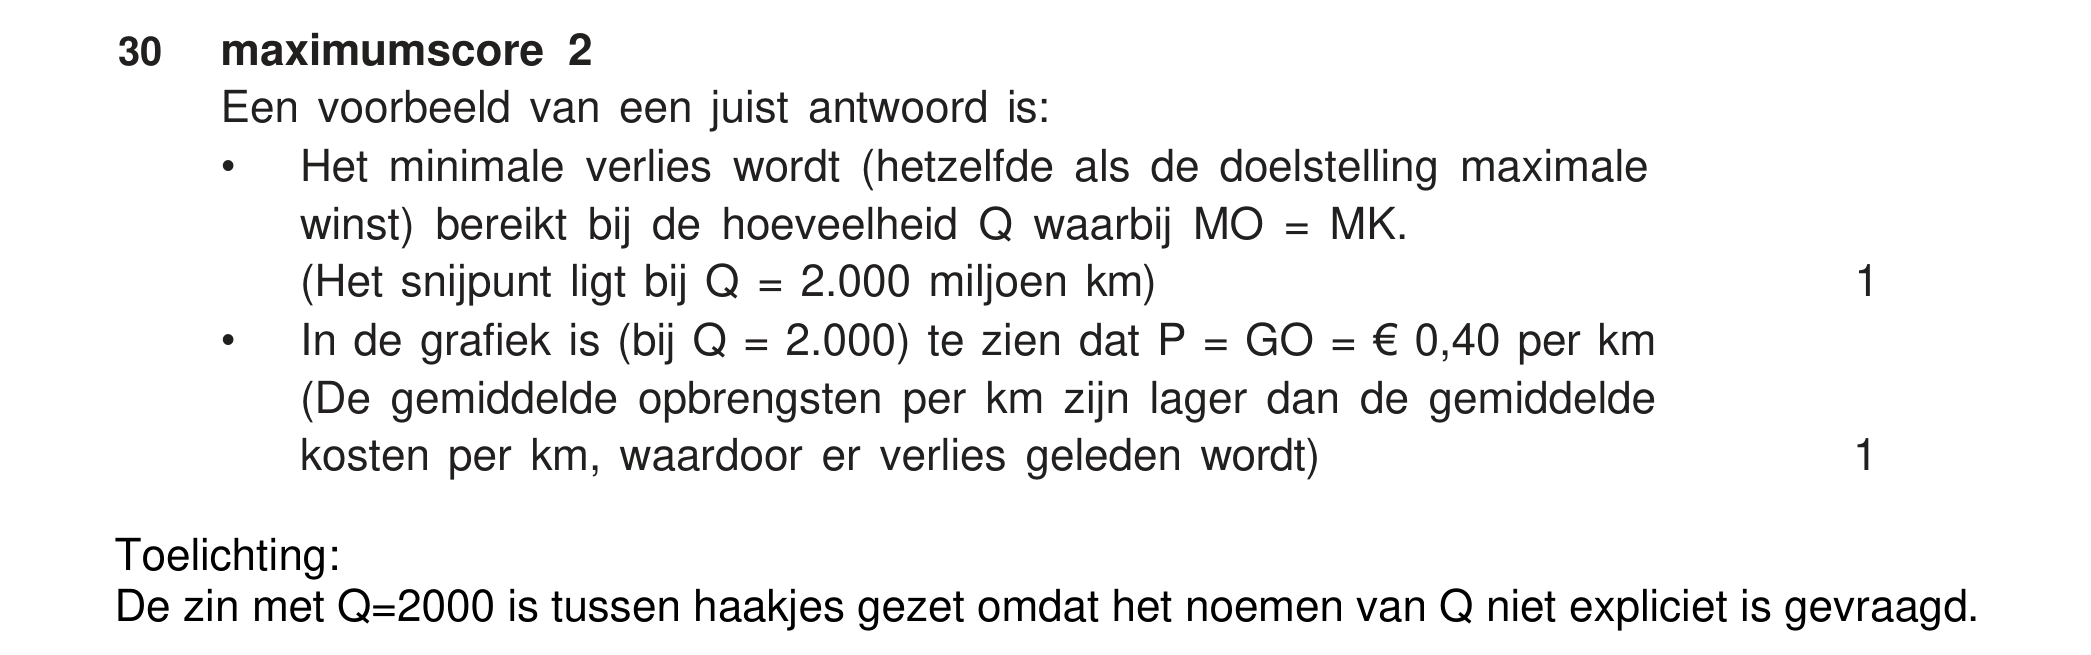 30 maximumscore 2
Een voorbeeld van een juist antwoord is:
• Het minimale verlies wordt (hetzelfde als de doelstelling maximale
winst) bereikt bij de hoeveelheid Q waarbij MO = MK.
(Het snijpunt ligt bij Q = 2.000 miljoen km) 1
• In de grafiek is (bij Q = 2.000) te zien dat P = GO = € 0,40 per km
(De gemiddelde opbrengsten per km zijn lager dan de gemiddelde
kosten per km, waardoor er verlies geleden wordt) 1
Toelichting:
De zin met Q=2000 is tussen haakjes gezet omdat het noemen van Q niet expliciet is gevraagd.